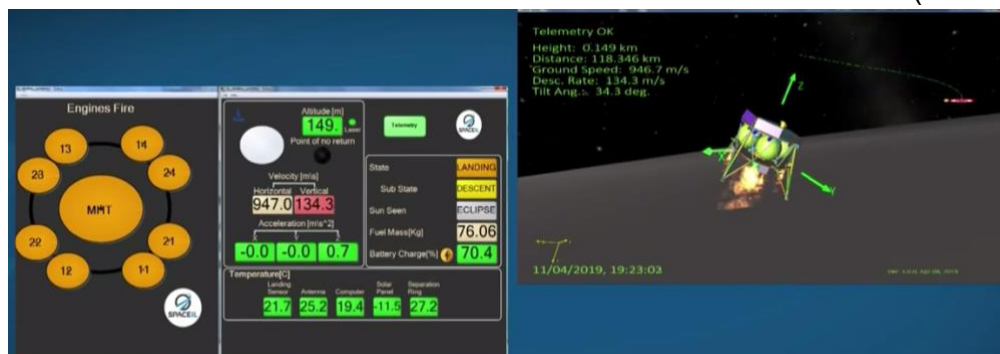 Engines Fire
13
14
23
24
MHT
22
21
12
11
SPACEIL
Altitude [m]
149.
Laser
Point of no return
Velocity [m\s]
Horizontal Vertical
947.0 134.3
Acceleration [m\s^2]
-0.0 -0.0 0.7
Telemetry
SPACEIL
State LANDING
Sub State DESCENT
Sun Seen ECLIPSE
Fuel Mass[Kg] 76.06
Battery Charge[%] 70.4
Temperature[C]
Landing Sensor
Antenna
Computer
Solar Panel
Separation Ring
21.7 25.2 19.4 -11.5 27.2
Telemetry OK
Height: 0.149 km
Distance: 118.346 km
Ground Speed: 946.7 m/s
Desc. Rate: 134.3 m/s
Tilt Ang.: 34.3 deg.
Z
X
Y
11/04/2019, 19:23:03